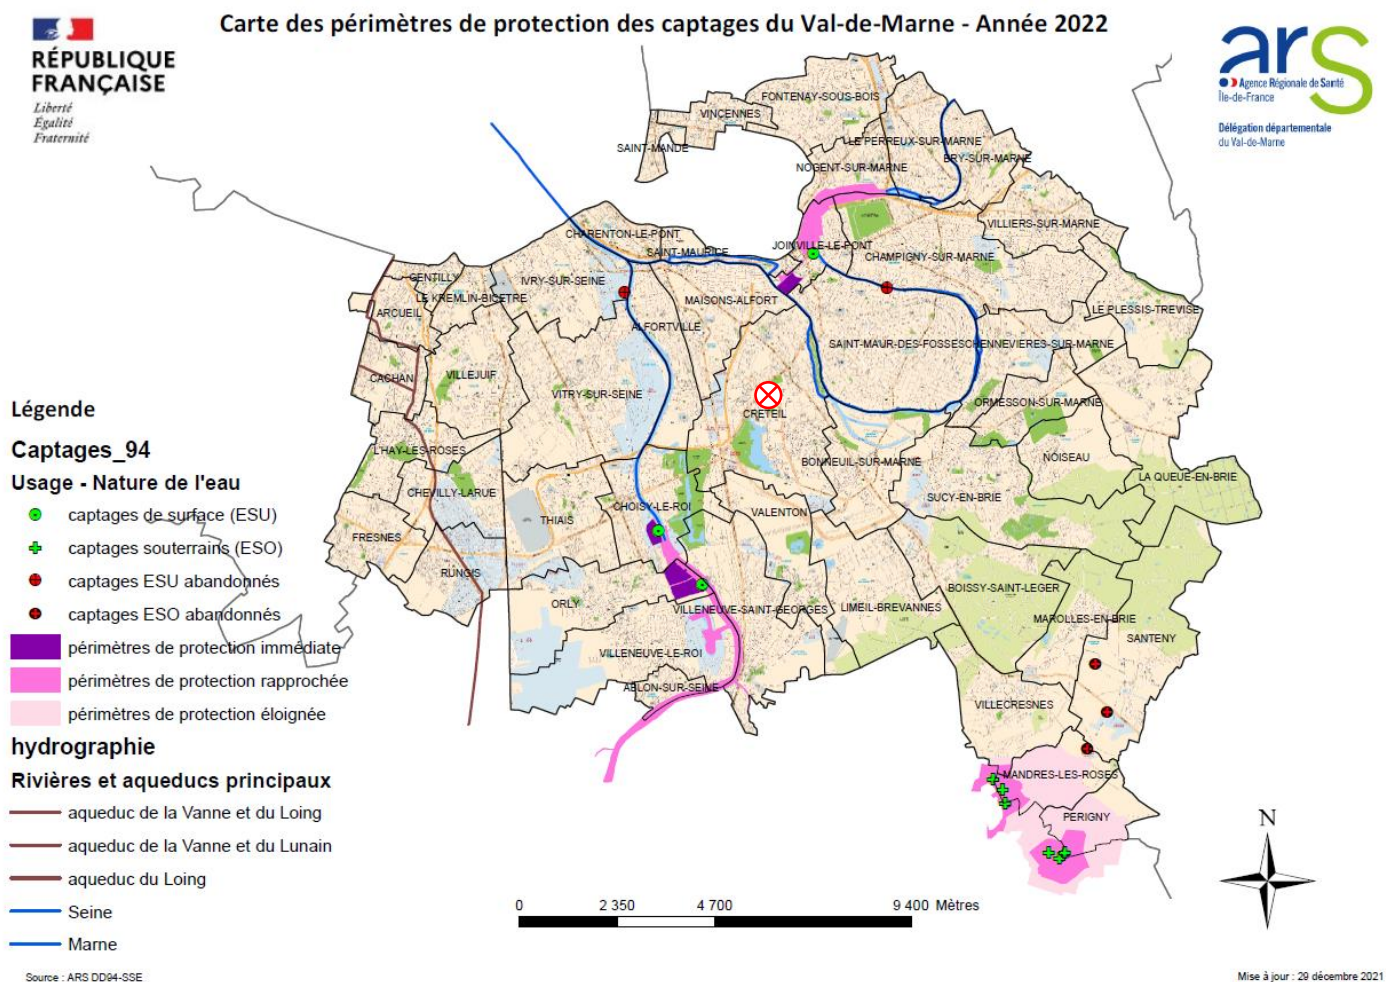 Carte des périmètres de protection des captages du Val-de-Marne - Année 2022
RÉPUBLIQUE
FRANÇAISE
Liberté
Égalité
Fraternité
ars
Agence Régionale de Santé
Île-de-France
Délégation départementale
du Val-de-Marne
FONTENAY-SOUS-BOIS
VINCENNES
SAINT-MANDE
LE PERREUX-SUR-MARNE
BRY-SUR-MARNE
NOGENT-SUR-MARNE
VILLIERS-SUR-MARNE
CHARENTON-LE-PONT
SAINT-MAURICE
JOINVILLE-LE-PONT
CHAMPIGNY-SUR-MARNE
GENTILLY
LE KREMLIN-BICETRE
IVRY-SUR-SEINE
MAISONS-ALFORT
ARCUEIL
ALFORTVILLE
LE PLESSIS-TREVISE
SAINT-MAUR-DES-FOSSES
CHENNEVIERES-SUR-MARNE
CACHAN
VILLEJUIF
VITRY-SUR-SEINE
CRETEIL
ORMESSON-SUR-MARNE
L'HAY-LES-ROSES
BONNEUIL-SUR-MARNE
NOISEAU
LA QUEUE-EN-BRIE
CHEVILLY-LARUE
THIAIS
CHOISY-LE-ROI
VALENTON
SUCY-EN-BRIE
FRESNES
RUNGIS
ORLY
VILLENEUVE-SAINT-GEORGES
LIMEIL-BREVANNES
BOISSY-SAINT-LEGER
MAROLLES-EN-BRIE
SANTENY
VILLENEUVE-LE-ROI
ABLON-SUR-SEINE
VILLECRESNES
MANDRES-LES-ROSES
PERIGNY
Légende
Captages_94
Usage - Nature de l'eau
captages de surface (ESU)
captages souterrains (ESO)
captages ESU abandonnés
captages ESO abandonnés
périmètres de protection immédiate
périmètres de protection rapprochée
périmètres de protection éloignée
hydrographie
Rivières et aqueducs principaux
aqueduc de la Vanne et du Loing
aqueduc de la Vanne et du Lunain
aqueduc du Loing
Seine
Marne
0 2 350 4 700 9 400 Mètres
N
Source : ARS DD94-SSE
Mise à jour : 29 décembre 2021